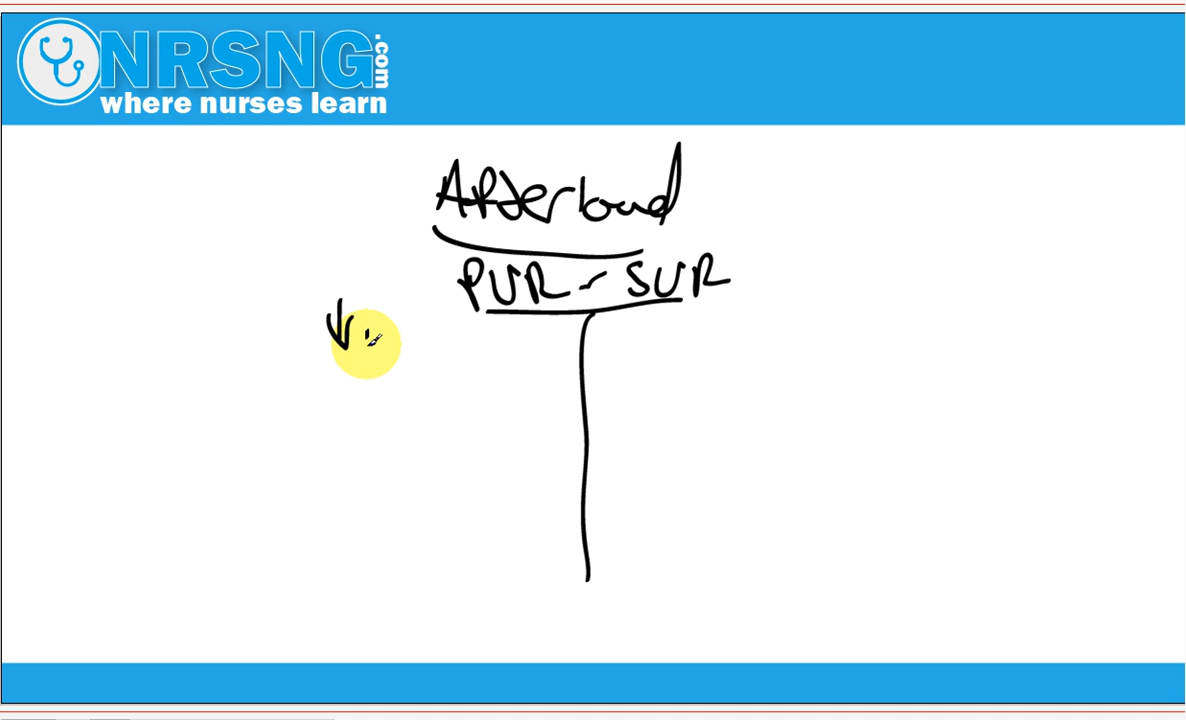 NRSNG.com
where nurses learn
Afterload
PVR - SVR
↓